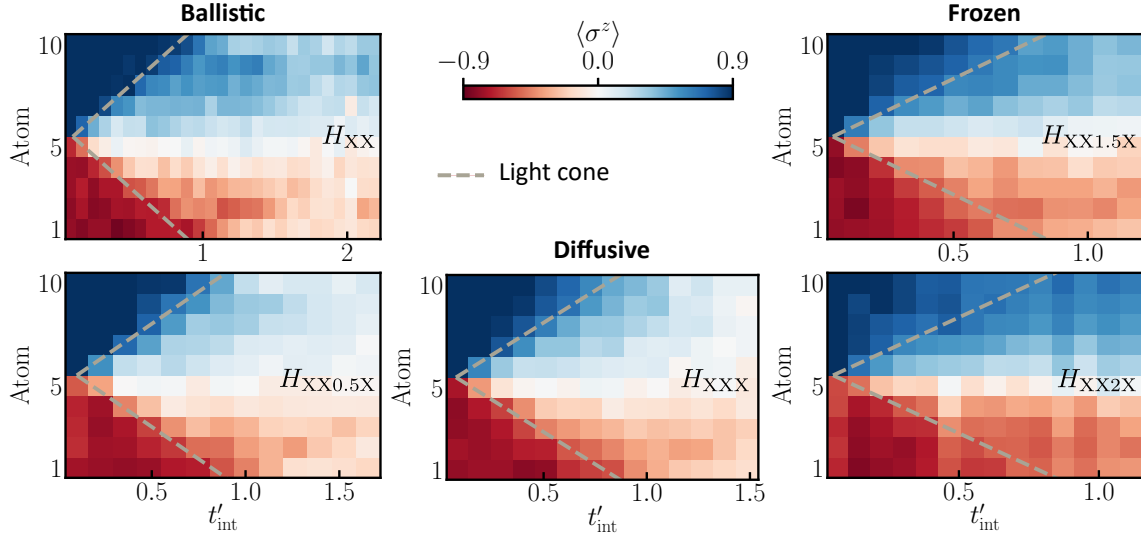 Ballistic
Frozen
⟨σᶻ⟩
−0.9 0.0 0.9
Light cone
Diffusive
Atom
10
5
1
H_XX
1 2
Atom
10
5
1
H_XX1.5X
0.5 1.0
Atom
10
5
1
H_XX0.5X
0.5 1.0 1.5
t′_int
Atom
10
5
1
H_XXX
0.5 1.0 1.5
t′_int
Atom
10
5
1
H_XX2X
0.5 1.0
t′_int